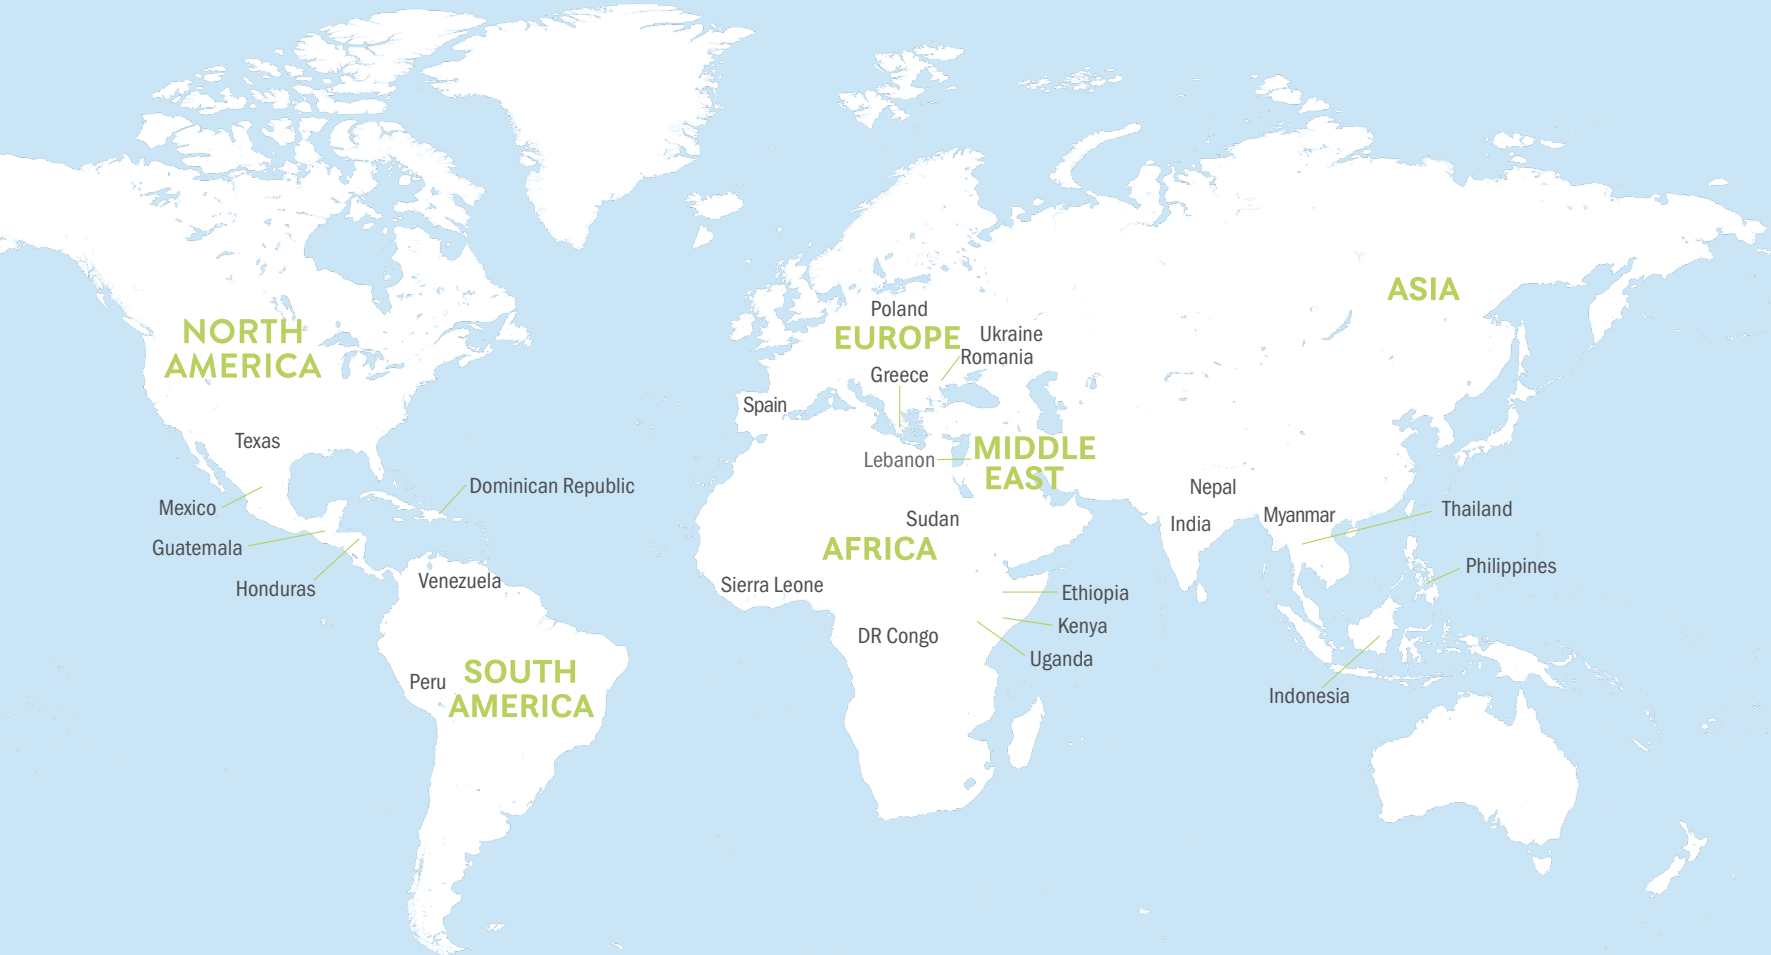 NORTH
AMERICA
Texas
Mexico
Guatemala
Honduras
Dominican Republic
Venezuela
Peru
SOUTH
AMERICA
Poland
EUROPE
Ukraine
Romania
Greece
Spain
Lebanon
MIDDLE
EAST
Sudan
AFRICA
Sierra Leone
Ethiopia
Kenya
DR Congo
Uganda
ASIA
Nepal
India
Myanmar
Thailand
Philippines
Indonesia